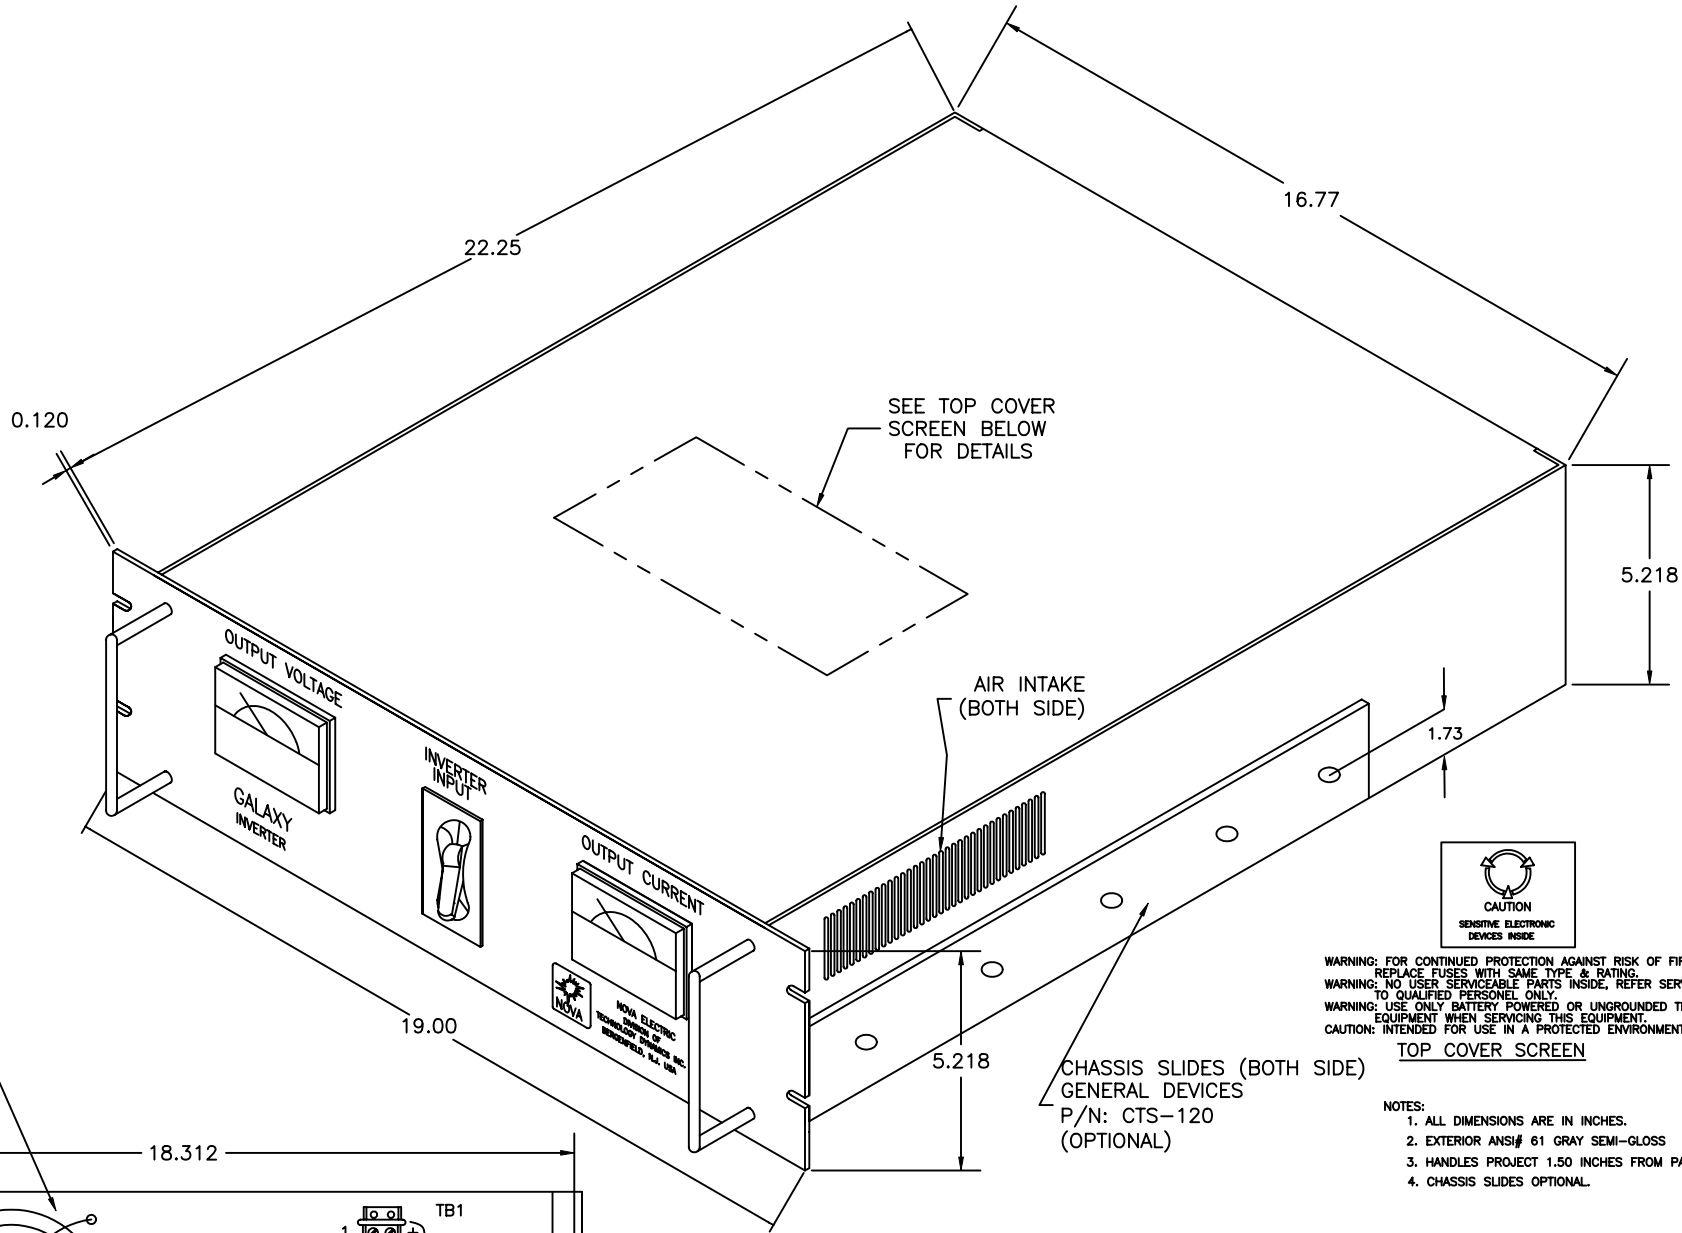 16.77
22.25
0.120
SEE TOP COVER
SCREEN BELOW
FOR DETAILS
5.218
OUTPUT VOLTAGE
AIR INTAKE
(BOTH SIDE)
1.73
INVERTER
INPUT
GALAXY
INVERTER
OUTPUT CURRENT
CAUTION
SENSITIVE ELECTRONIC
DEVICES INSIDE
WARNING: FOR CONTINUED PROTECTION AGAINST RISK OF
REPLACE FUSES WITH SAME TYPE & RATING.
WARNING: NO USER SERVICEABLE PARTS INSIDE, REFER
TO QUALIFIED PERSONEL ONLY.
WARNING: USE ONLY BATTERY POWERED OR UNGROUNDED
EQUIPMENT WHEN SERVICING THIS EQUIPMENT.
CAUTION: INTENDED FOR USE IN A PROTECTED ENVIRONMENT
TOP COVER SCREEN
NOVA
NOVA ELECTRIC
DIVISION OF
TECHNOLOGY DYNAMICS INC.
BERGENFIELD, N.J. USA
19.00
5.218
CHASSIS SLIDES (BOTH SIDE)
GENERAL DEVICES
P/N: CTS-120
(OPTIONAL)
NOTES:
1. ALL DIMENSIONS ARE IN INCHES.
2. EXTERIOR ANSI# 61 GRAY SEMI-GLOSS
3. HANDLES PROJECT 1.50 INCHES FROM
4. CHASSIS SLIDES OPTIONAL.
18.312
TB1
1
+